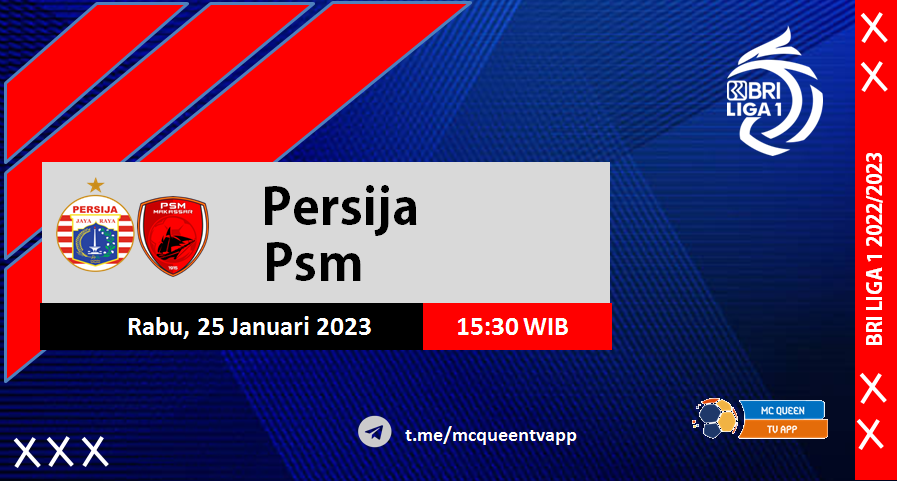 BRI
LIGA 1
BRI LIGA 1 2022/2023
PERSIJA
JAYA RAYA
PSM
MAKASSAR
1915
Persija
Psm
Rabu, 25 Januari 2023
15:30 WIB
t.me/mcqueentvapp
MC QUEEN
TV APP